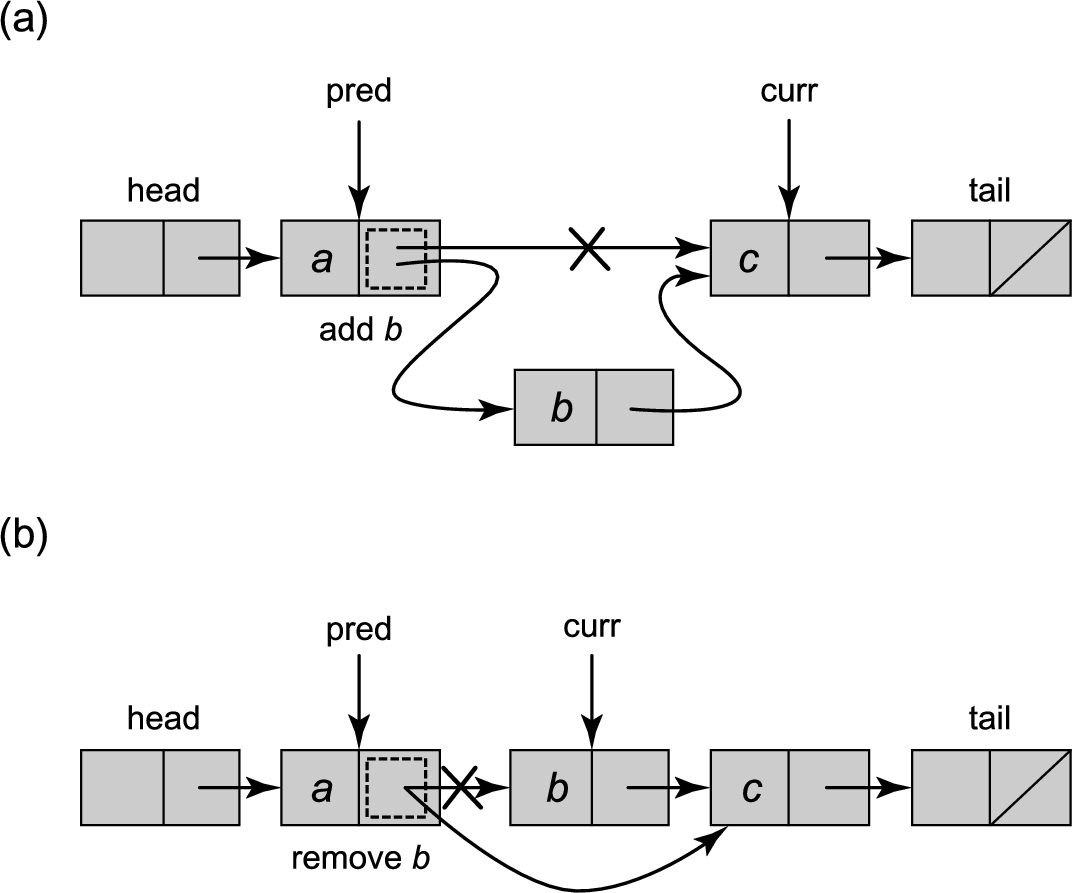 (a)
pred curr
head tail
a c
add b
b
(b)
pred curr
head tail
a b c
remove b